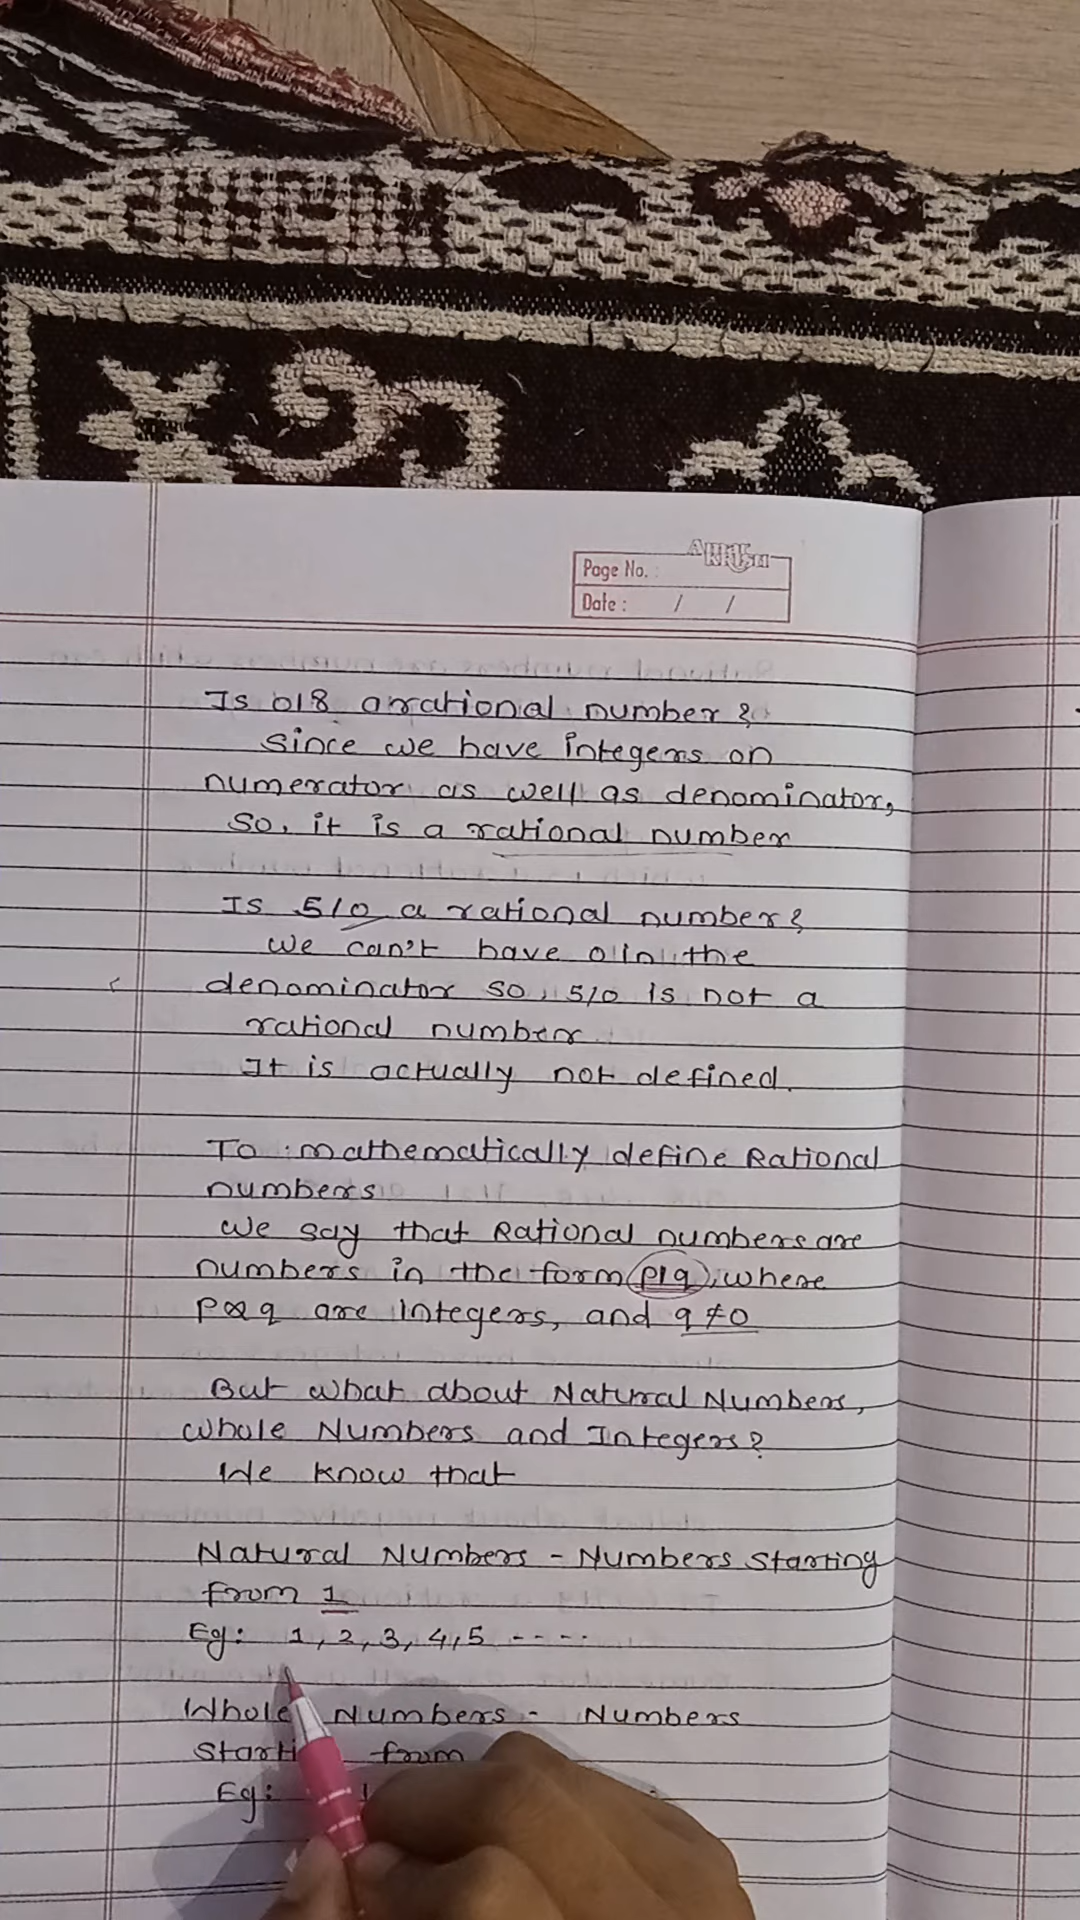 AKRUSH
Page No. :
Date : / /
Is 0/8 a rational number ?
since we have integers on
numerator as well as denominator,
So, it is a rational number
Is 5/0 a rational number?
We can't have 0 in the
denominator so, 5/0 is not a
rational number
It is actually not defined.
To mathematically define Rational
numbers
We say that Rational numbers are
numbers in the form p/q, where
p & q are integers, and q ≠ 0
But what about Natural Numbers,
Whole Numbers and Integers?
We know that
Natural Numbers - Numbers starting
from 1
Eg: 1, 2, 3, 4, 5 - - - -
Whole Numbers - Numbers
from
Eg: